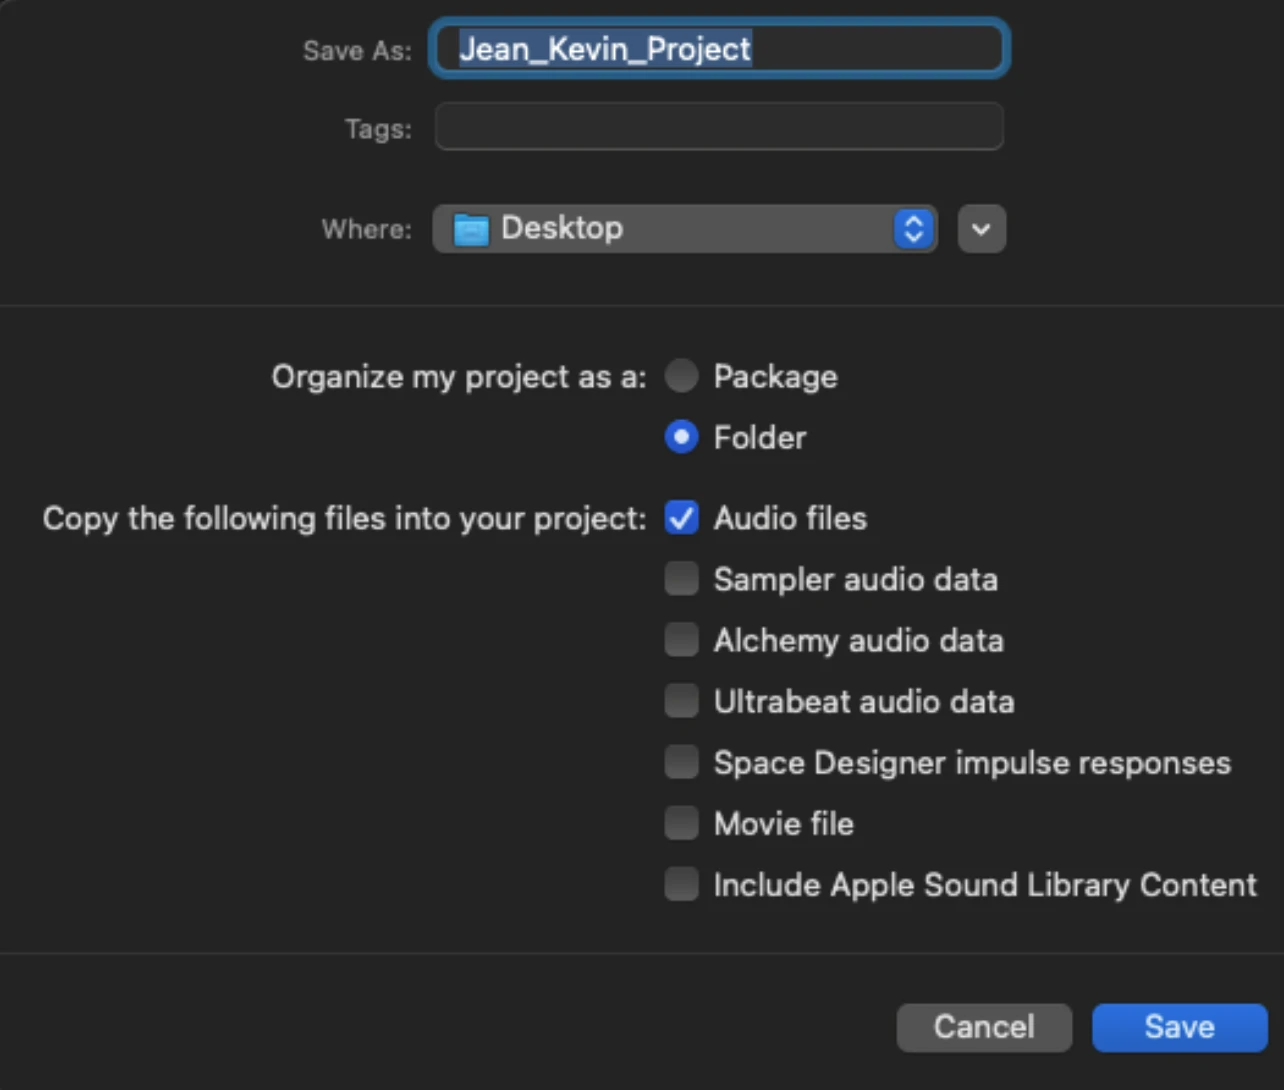 Save As: Jean_Kevin_Project
Tags:
Where: Desktop
Organize my project as a: Package
Folder
Copy the following files into your project: Audio files
Sampler audio data
Alchemy audio data
Ultrabeat audio data
Space Designer impulse responses
Movie file
Include Apple Sound Library Content
Cancel Save